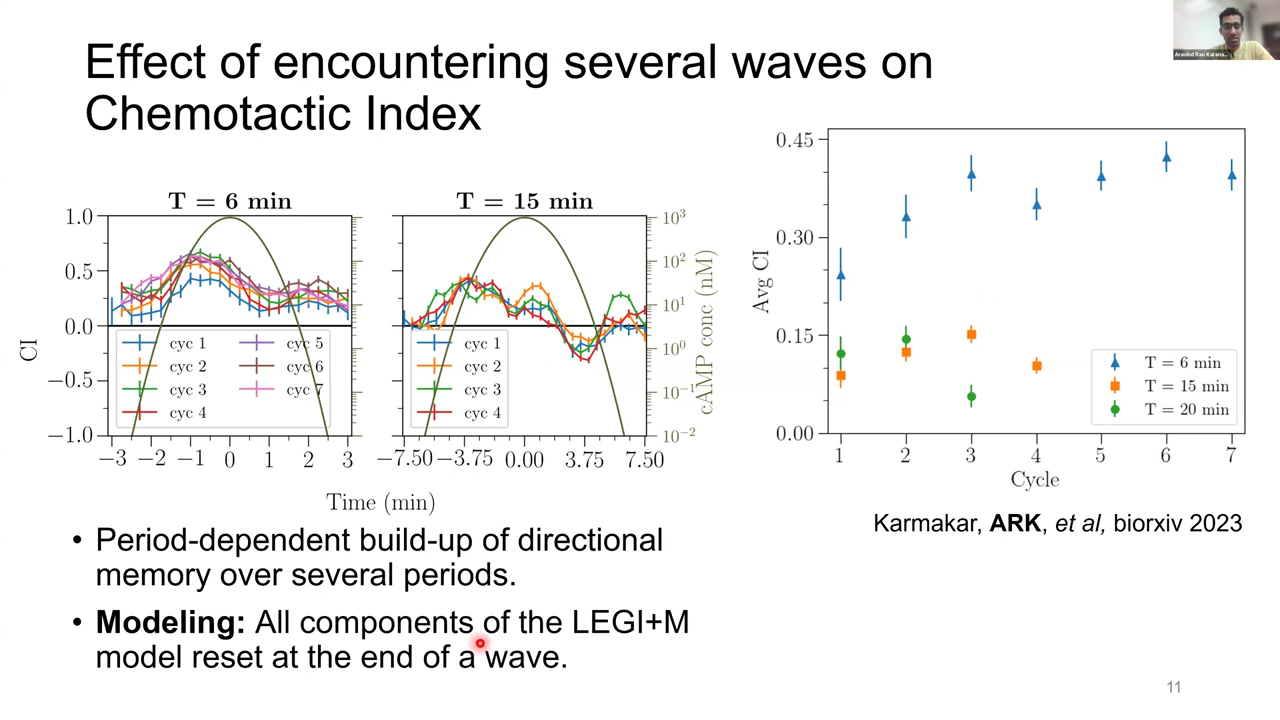 Effect of encountering several waves on
Chemotactic Index
Aravind Rao Karana...
T = 6 min
T = 15 min
1.0
0.5
0.0
−0.5
−1.0
CI
cyc 1
cyc 2
cyc 3
cyc 4
cyc 5
cyc 6
cyc 7
−3 −2 −1 0 1 2 3
cyc 1
cyc 2
cyc 3
cyc 4
−7.50 −3.75 0.00 3.75 7.50
10³
10²
10¹
10⁰
10⁻¹
10⁻²
cAMP conc (nM)
Time (min)
0.45
0.30
0.15
0.00
Avg CI
T = 6 min
T = 15 min
T = 20 min
1 2 3 4 5 6 7
Cycle
Karmakar, ARK, et al, biorxiv 2023
• Period-dependent build-up of directional
memory over several periods.
• Modeling: All components of the LEGI+M
model reset at the end of a wave.
11